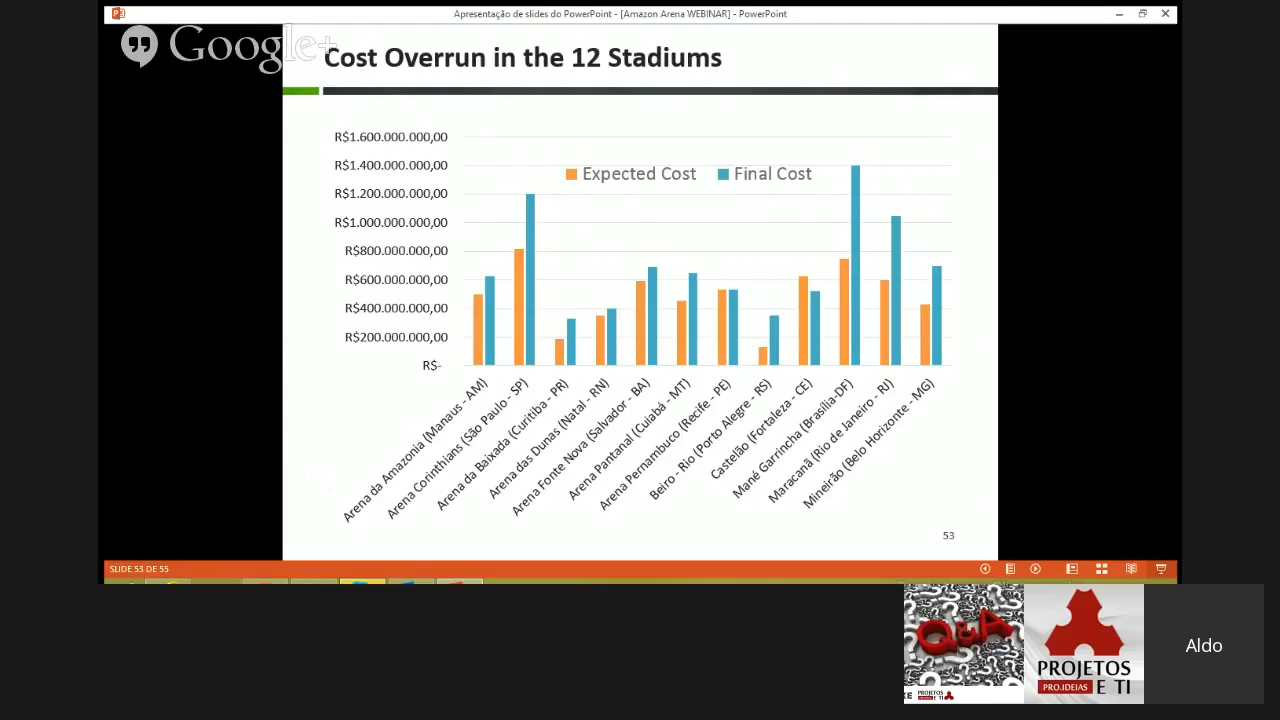 Apresentação de slides do PowerPoint - [Amazon Arena WEBINAR] - PowerPoint
Google+
Cost Overrun in the 12 Stadiums
R$1.600.000.000,00
R$1.400.000.000,00
R$1.200.000.000,00
R$1.000.000.000,00
R$800.000.000,00
R$600.000.000,00
R$400.000.000,00
R$200.000.000,00
R$-
Expected Cost
Final Cost
Arena da Amazonia (Manaus - AM)
Arena Corinthians (São Paulo - SP)
Arena da Baixada (Curitiba - PR)
Arena das Dunas (Natal - RN)
Arena Fonte Nova (Salvador - BA)
Arena Pantanal (Cuiabá - MT)
Arena Pernambuco (Recife - PE)
Beiro - Rio (Porto Alegre - RS)
Castelão (Fortaleza - CE)
Mané Garrincha (Brasília-DF)
Maracanã (Rio de Janeiro - RJ)
Mineirão (Belo Horizonte - MG)
53
SLIDE 53 DE 55
Q&A
PROJETOS
E TI
PROJETOS
PRO.IDEIAS E TI
Aldo